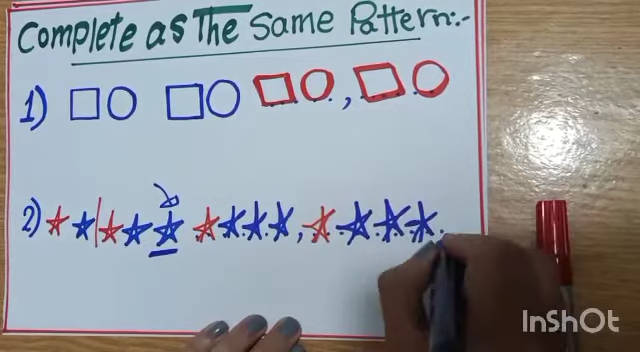 Complete as The Same Pattern:-
1)
,
2)
,
InShOt